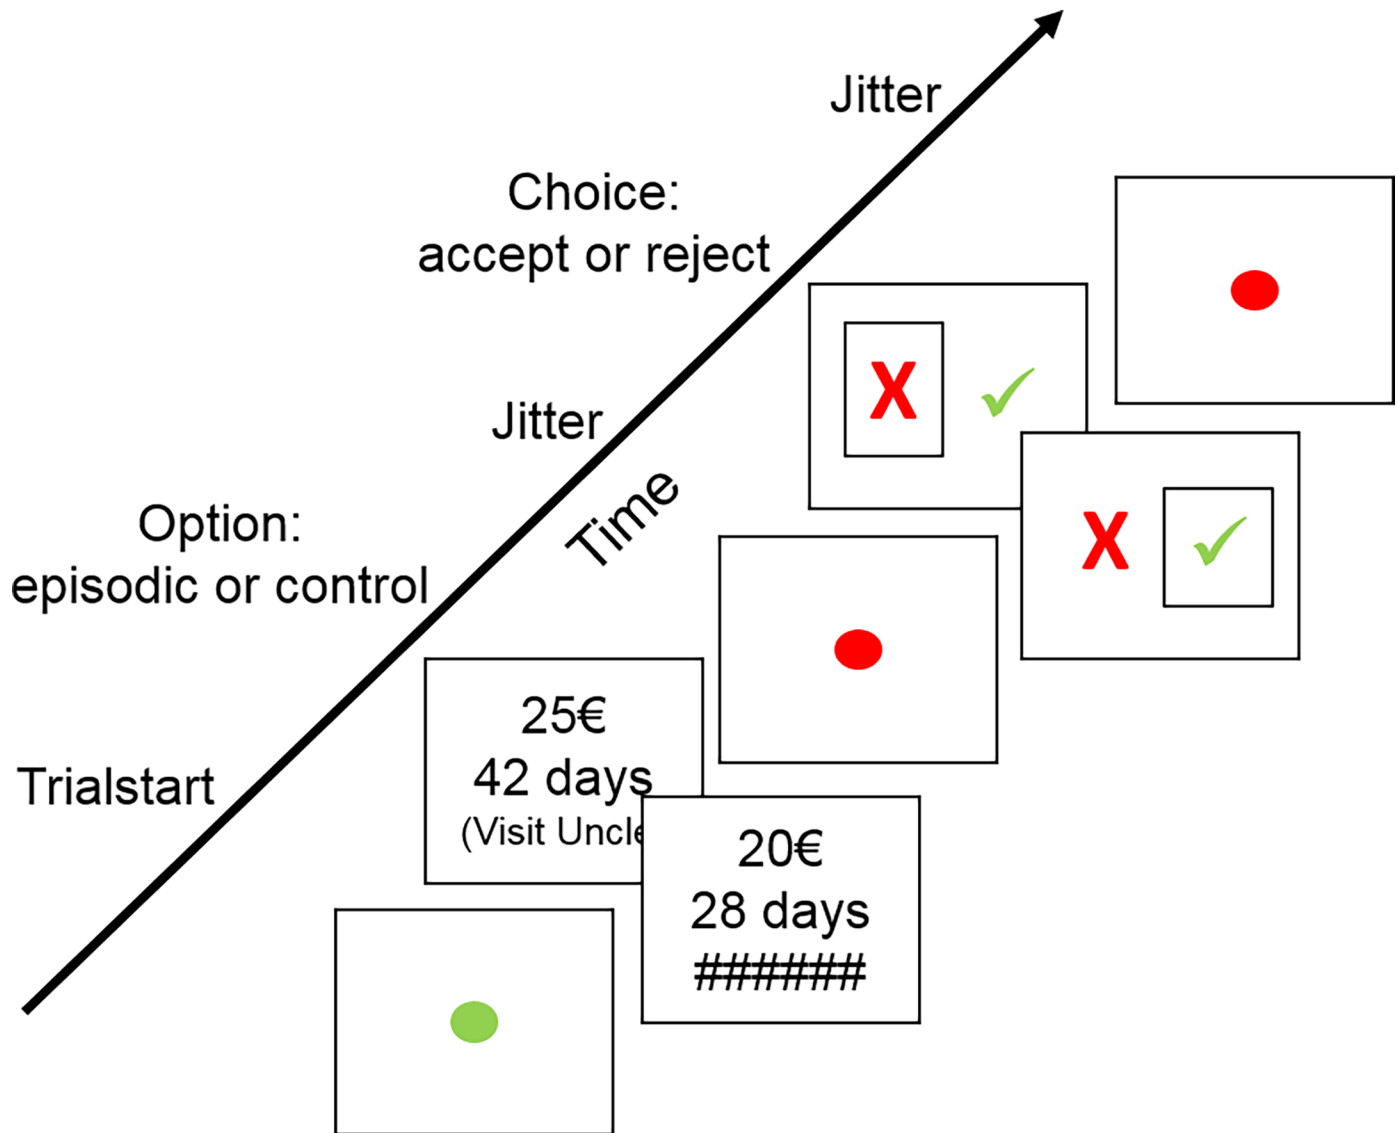 Jitter
Choice:
accept or reject
Jitter
Time
Option:
episodic or control
Trialstart
X
X
25€
42 days
(Visit
20€
28 days
######